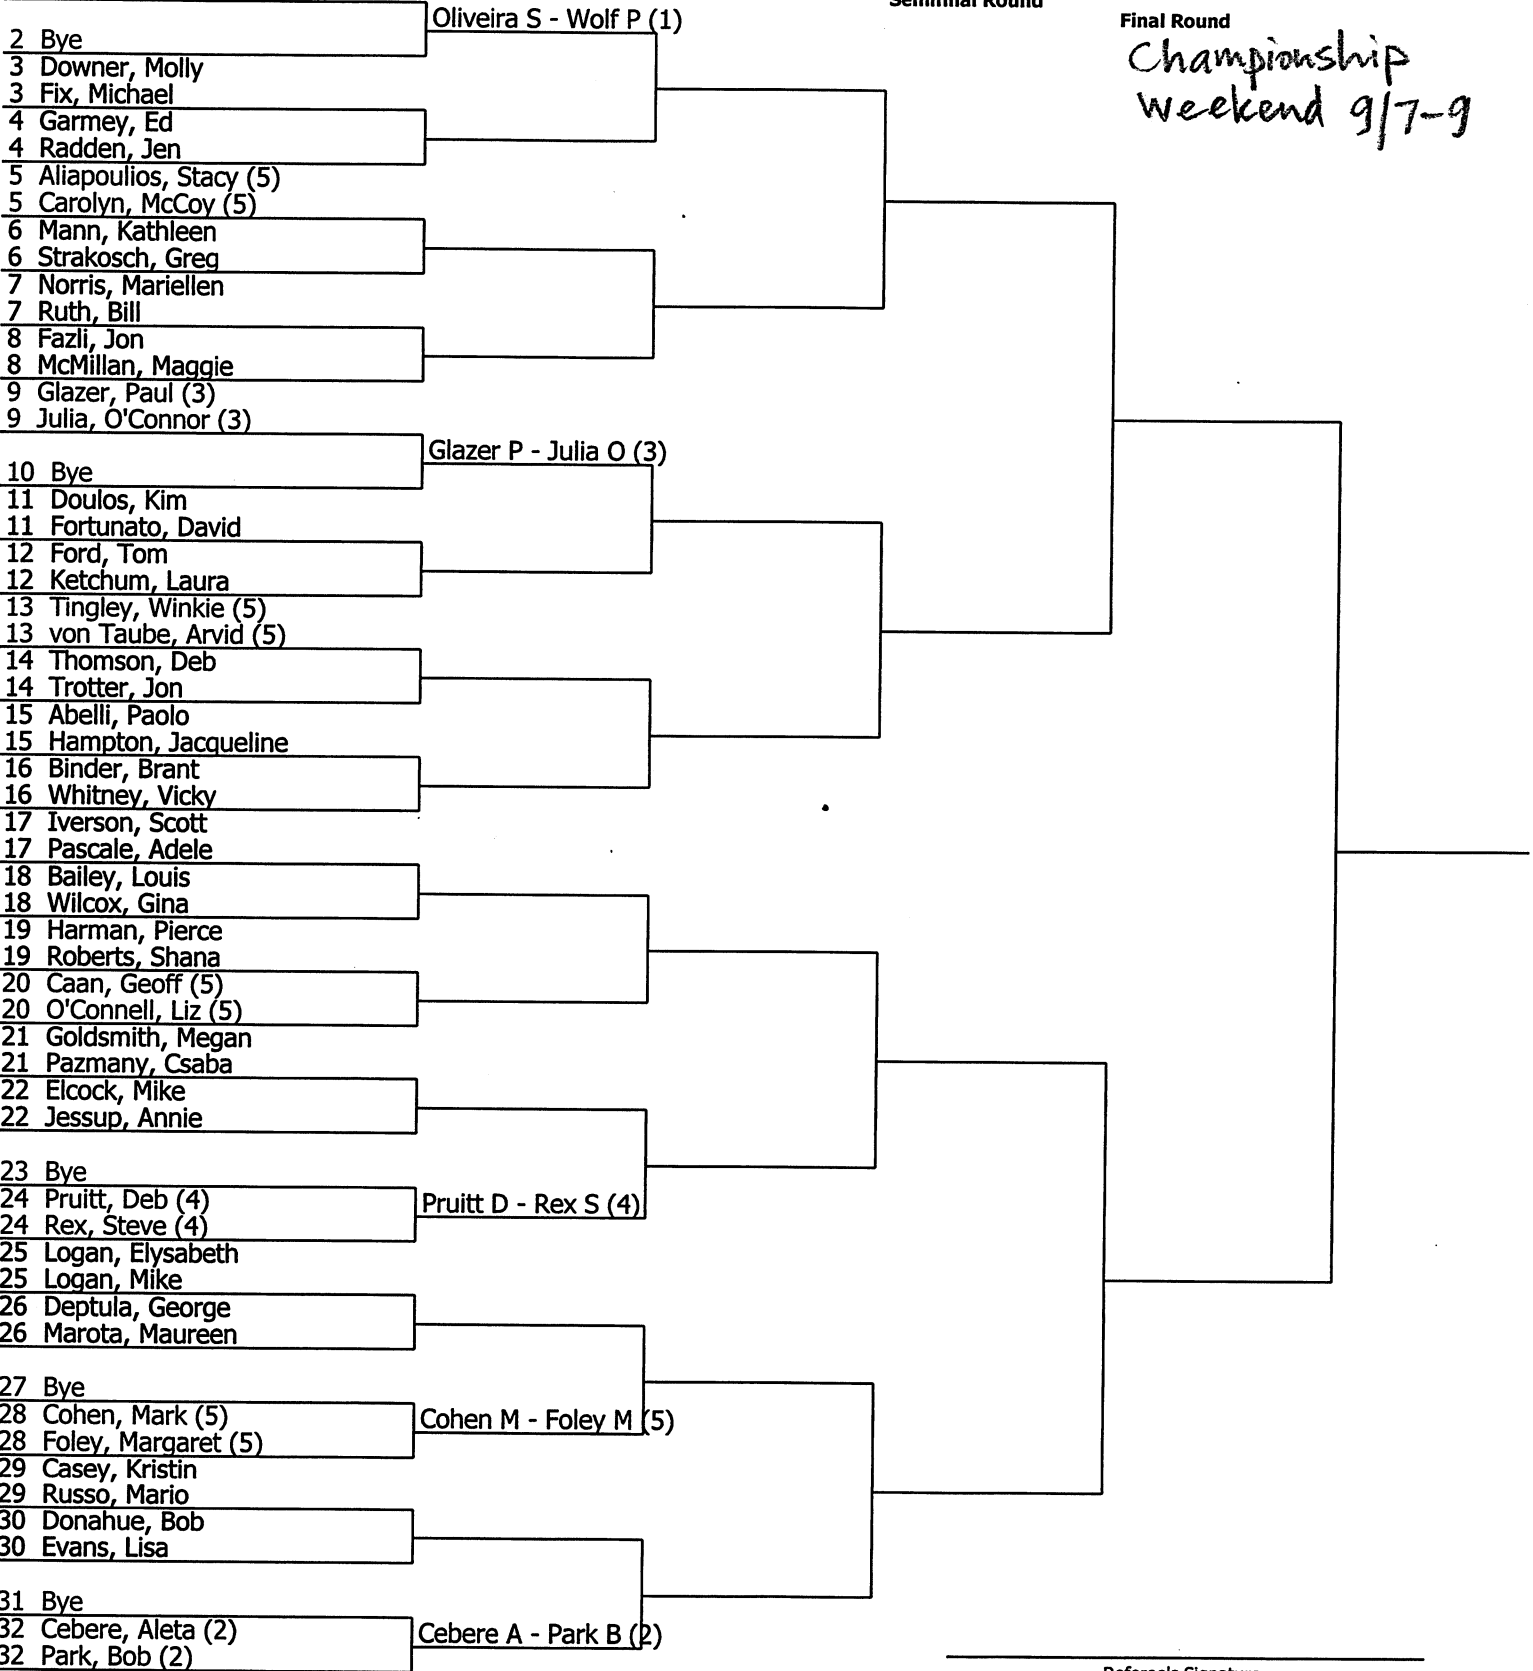 Oliveira S - Wolf P (1)
Semifinal Round
Final Round
Championship
Weekend 9/7-9
2 Bye
3 Downer, Molly
3 Fix, Michael
4 Garmey, Ed
4 Radden, Jen
5 Aliapoulios, Stacy (5)
5 Carolyn, McCoy (5)
6 Mann, Kathleen
6 Strakosch, Greg
7 Norris, Mariellen
7 Ruth, Bill
8 Fazli, Jon
8 McMillan, Maggie
9 Glazer, Paul (3)
9 Julia, O'Connor (3)
Glazer P - Julia O (3)
10 Bye
11 Doulos, Kim
11 Fortunato, David
12 Ford, Tom
12 Ketchum, Laura
13 Tingley, Winkie (5)
13 von Taube, Arvid (5)
14 Thomson, Deb
14 Trotter, Jon
15 Abelli, Paolo
15 Hampton, Jacqueline
16 Binder, Brant
16 Whitney, Vicky
17 Iverson, Scott
17 Pascale, Adele
18 Bailey, Louis
18 Wilcox, Gina
19 Harman, Pierce
19 Roberts, Shana
20 Caan, Geoff (5)
20 O'Connell, Liz (5)
21 Goldsmith, Megan
21 Pazmany, Csaba
22 Elcock, Mike
22 Jessup, Annie
23 Bye
24 Pruitt, Deb (4)
Pruitt D - Rex S (4)
24 Rex, Steve (4)
25 Logan, Elysabeth
25 Logan, Mike
26 Deptula, George
26 Marota, Maureen
27 Bye
28 Cohen, Mark (5)
Cohen M - Foley M (5)
28 Foley, Margaret (5)
29 Casey, Kristin
29 Russo, Mario
30 Donahue, Bob
30 Evans, Lisa
31 Bye
32 Cebere, Aleta (2)
Cebere A - Park B (2)
32 Park, Bob (2)
Referee's Signature